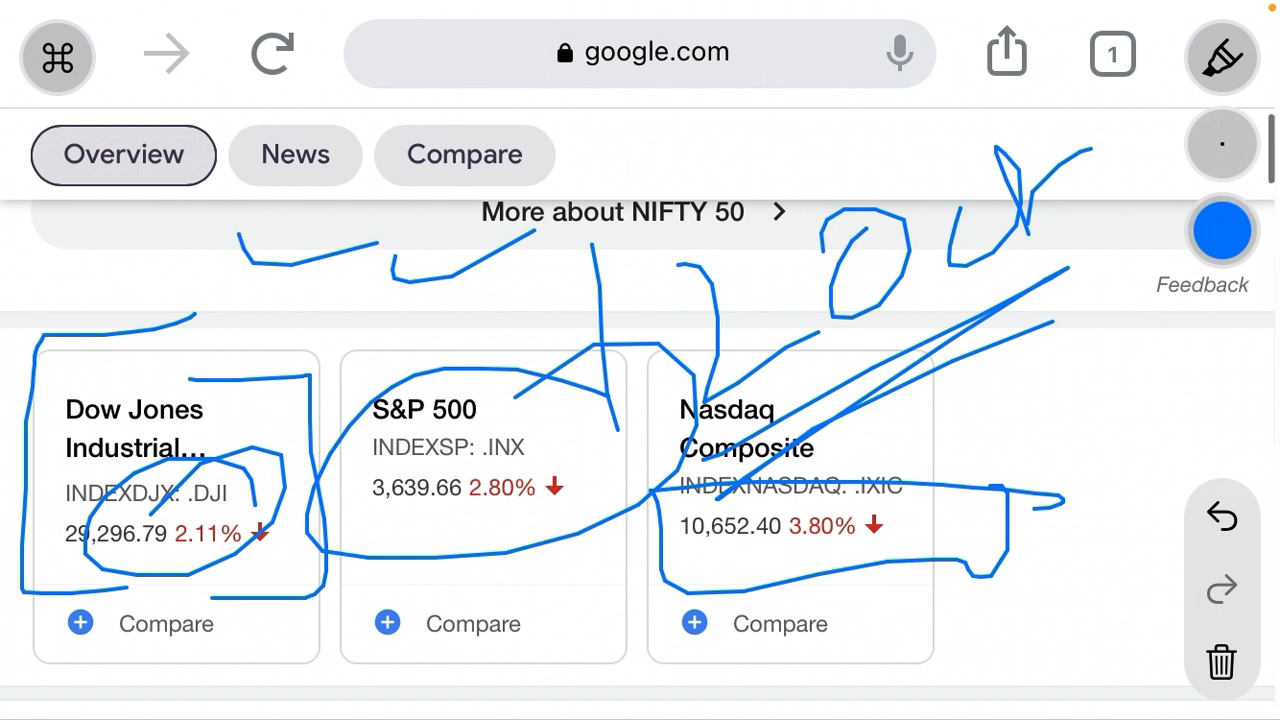 google.com
1
Overview
News
Compare
More about NIFTY 50
Feedback
Dow Jones
Industrial...
INDEXDJX: .DJI
29,296.79 2.11%
Compare
S&P 500
INDEXSP: .INX
3,639.66 2.80%
Compare
Nasdaq
Composite
INDEXNASDAQ: .IXIC
10,652.40 3.80%
Compare